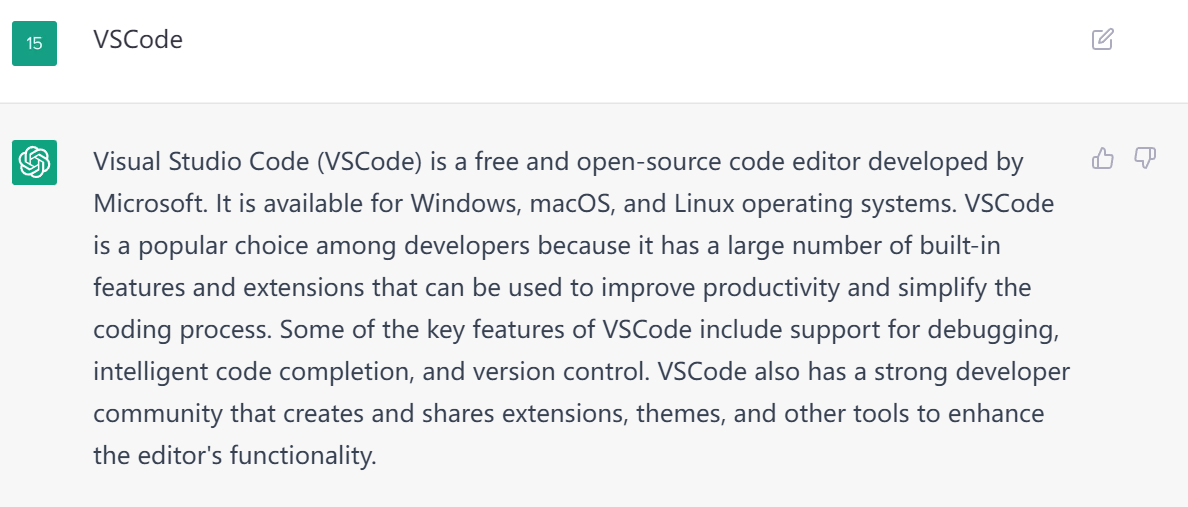 15
VSCode
Visual Studio Code (VSCode) is a free and open-source code editor developed by
Microsoft. It is available for Windows, macOS, and Linux operating systems. VSCode
is a popular choice among developers because it has a large number of built-in
features and extensions that can be used to improve productivity and simplify the
coding process. Some of the key features of VSCode include support for debugging,
intelligent code completion, and version control. VSCode also has a strong developer
community that creates and shares extensions, themes, and other tools to enhance
the editor's functionality.